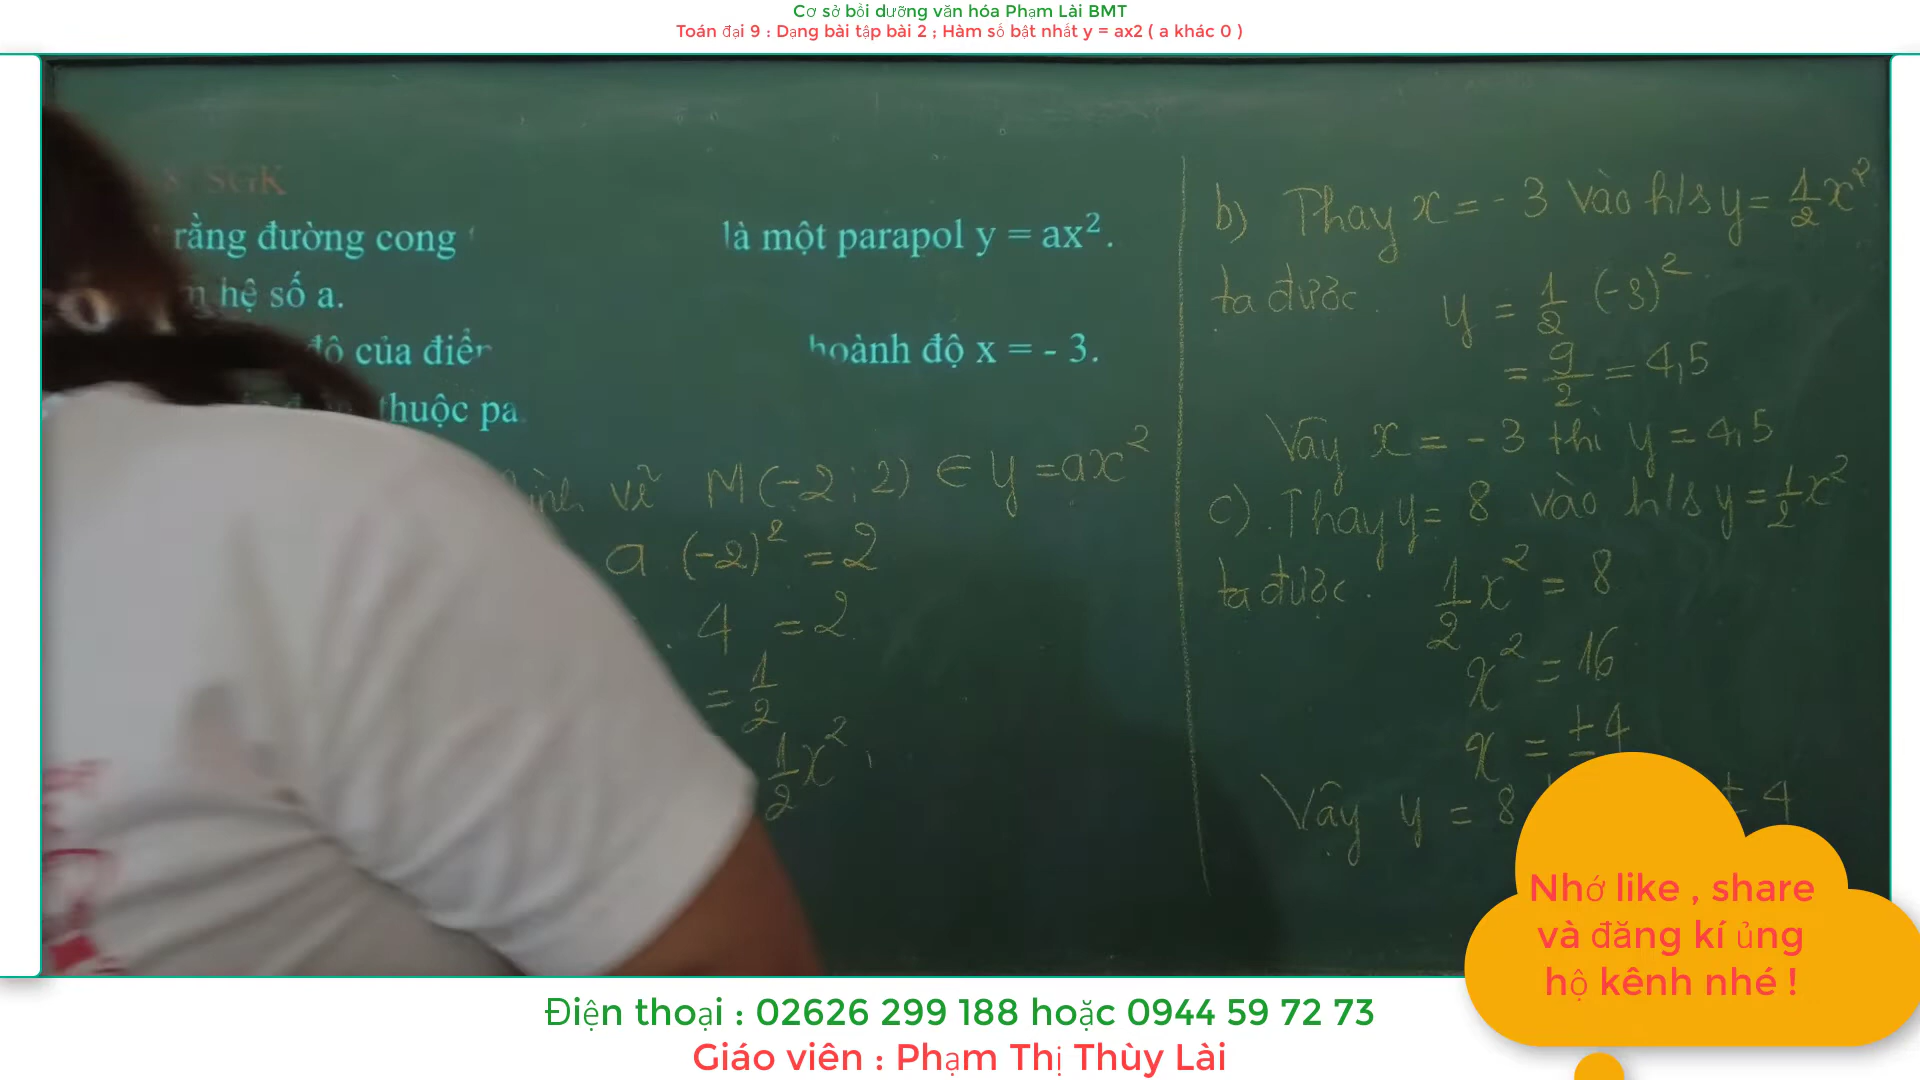 Cơ sở bồi dưỡng văn hóa Phạm Lài BMT
Toán đại 9 : Dạng bài tập bài 2 ; Hàm số bật nhất y = ax2 ( a khác 0 )
8 SGK
rằng đường cong là một parapol y = ax².
hệ số a.
độ của hoành độ x = - 3.
thuộc
vẽ M(-2 ; 2) ∈ y = ax²
a (-2)² = 2
4 = 2
= 1/2
1/2 x²
b) Thay x = - 3 vào h/s y = 1/2 x²
ta được y = 1/2 (-3)²
= 9/2 = 4,5
Vậy x = - 3 thì y = 4,5
c). Thay y = 8 vào h/s y = 1/2 x²
ta được. 1/2 x² = 8
x² = 16
x = ± 4
Vậy y = 8 ± 4
Nhớ like , share
và đăng kí ủng
hộ kênh nhé !
Điện thoại : 02626 299 188 hoặc 0944 59 72 73
Giáo viên : Phạm Thị Thùy Lài